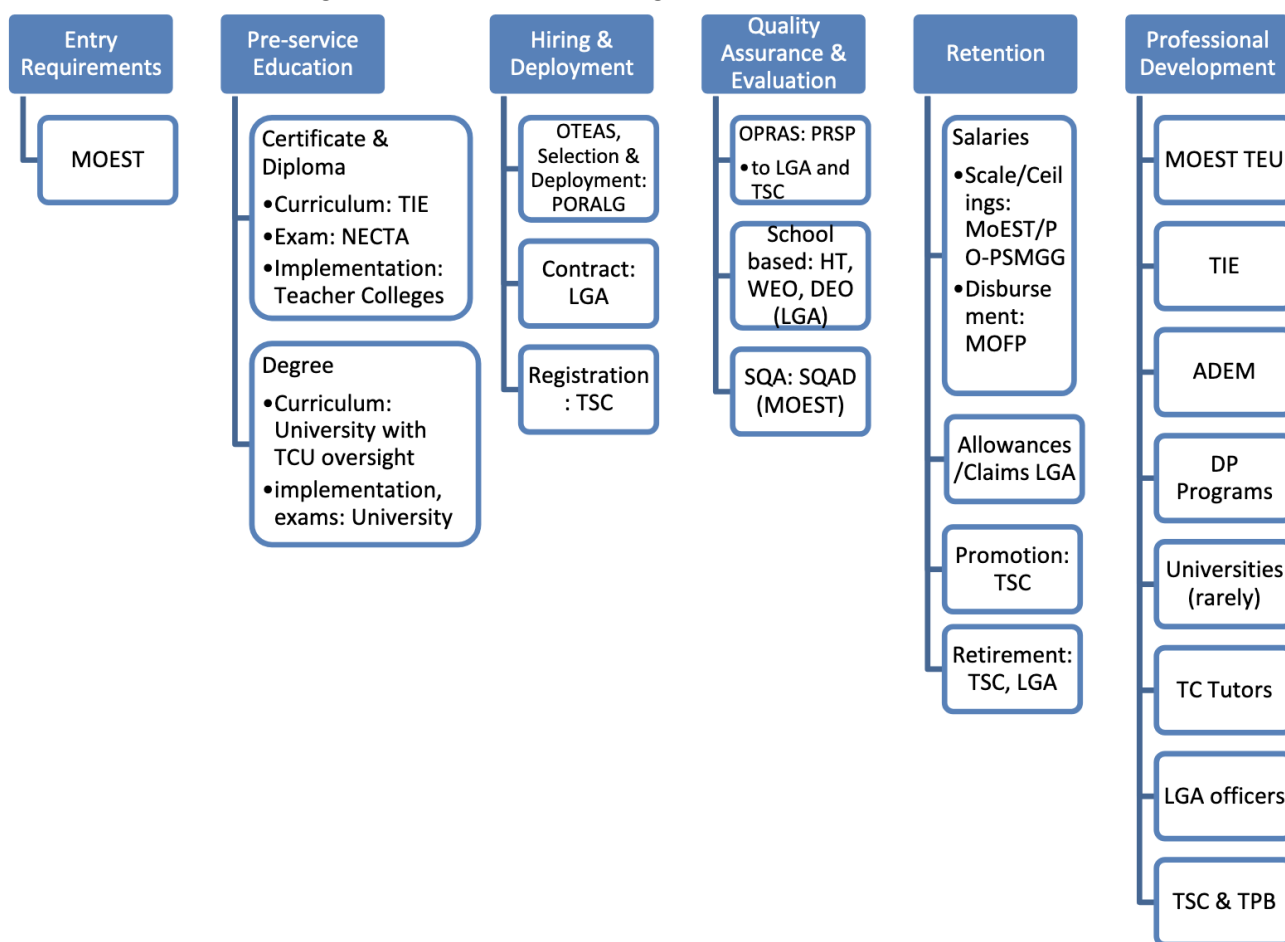 Entry
Requirements
MOEST
Pre-service
Education
Certificate &
Diploma
•Curriculum: TIE
•Exam: NECTA
•Implementation:
Teacher Colleges
Degree
•Curriculum:
University with
TCU oversight
•implementation,
exams: University
Hiring &
Deployment
OTEAS,
Selection &
Deployment:
PORALG
Contract:
LGA
Registration
: TSC
Quality
Assurance &
Evaluation
OPRAS: PRSP
•to LGA and
TSC
School
based: HT,
WEO, DEO
(LGA)
SQA: SQAD
(MOEST)
Retention
Salaries
•Scale/Ceil
ings:
MoEST/P
O-PSMGG
•Disburse
ment:
MOFP
Allowances
/Claims LGA
Promotion:
TSC
Retirement:
TSC, LGA
Professional
Development
MOEST TEU
TIE
ADEM
DP
Programs
Universities
(rarely)
TC Tutors
LGA officers
TSC & TPB